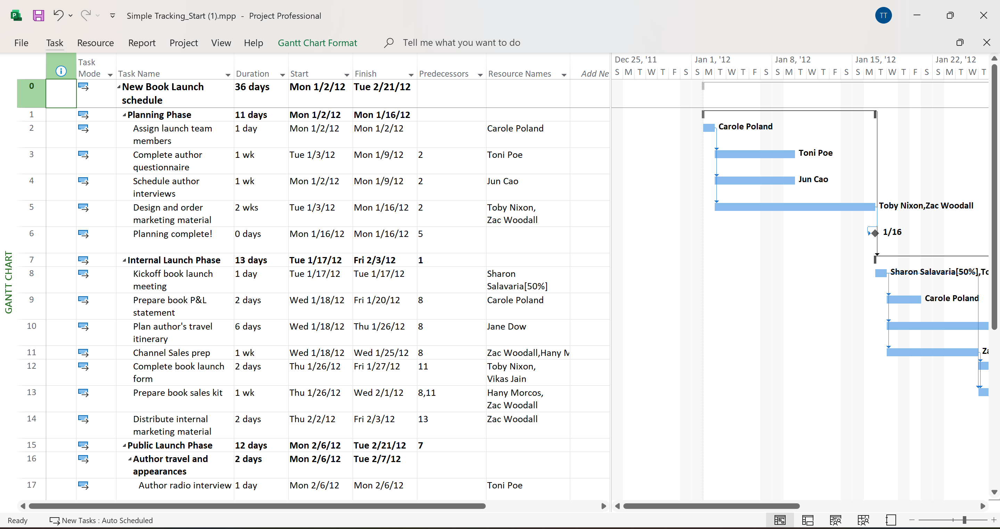 Simple Tracking_Start (1).mpp - Project Professional
TT
File Task Resource Report Project View Help Gantt Chart Format Tell me what you want to do
Task
Mode Task Name Duration Start Finish Predecessors Resource Names Add Ne
Dec 25, '11 Jan 1, '12 Jan 8, '12 Jan 15, '12 Jan 22, '12
S M T W T F S S M T W T F S S M T W T F S S M T W T F S S M T W T
0 New Book Launch 36 days Mon 1/2/12 Tue 2/21/12
schedule
1 Planning Phase 11 days Mon 1/2/12 Mon 1/16/12
2 Assign launch team 1 day Mon 1/2/12 Mon 1/2/12 Carole Poland
members
3 Complete author 1 wk Tue 1/3/12 Mon 1/9/12 2 Toni Poe
questionnaire
4 Schedule author 1 wk Mon 1/2/12 Mon 1/9/12 2 Jun Cao
interviews
5 Design and order 2 wks Tue 1/3/12 Mon 1/16/12 2 Toby Nixon,
marketing material Zac Woodall
6 Planning complete! 0 days Mon 1/16/12 Mon 1/16/12 5
7 Internal Launch Phase 13 days Tue 1/17/12 Fri 2/3/12 1
8 Kickoff book launch 1 day Tue 1/17/12 Tue 1/17/12 Sharon
meeting Salavaria[50%]
9 Prepare book P&L 2 days Wed 1/18/12 Fri 1/20/12 8 Carole Poland
statement
10 Plan author's travel 6 days Wed 1/18/12 Thu 1/26/12 8 Jane Dow
itinerary
11 Channel Sales prep 1 wk Wed 1/18/12 Wed 1/25/12 8 Zac Woodall,Hany M
12 Complete book launch 2 days Thu 1/26/12 Fri 1/27/12 11 Toby Nixon,
form Vikas Jain
13 Prepare book sales kit 1 wk Thu 1/26/12 Wed 2/1/12 8,11 Hany Morcos,
Zac Woodall
14 Distribute internal 2 days Thu 2/2/12 Fri 2/3/12 13 Zac Woodall
marketing material
15 Public Launch Phase 12 days Mon 2/6/12 Tue 2/21/12 7
16 Author travel and 2 days Mon 2/6/12 Tue 2/7/12
appearances
17 Author radio interview 1 day Mon 2/6/12 Mon 2/6/12 Toni Poe
Carole Poland
Toni Poe
Jun Cao
Toby Nixon,Zac Woodall
1/16
Sharon Salavaria[50%],To
Carole Poland
Za
GANTT CHART
Ready New Tasks : Auto Scheduled